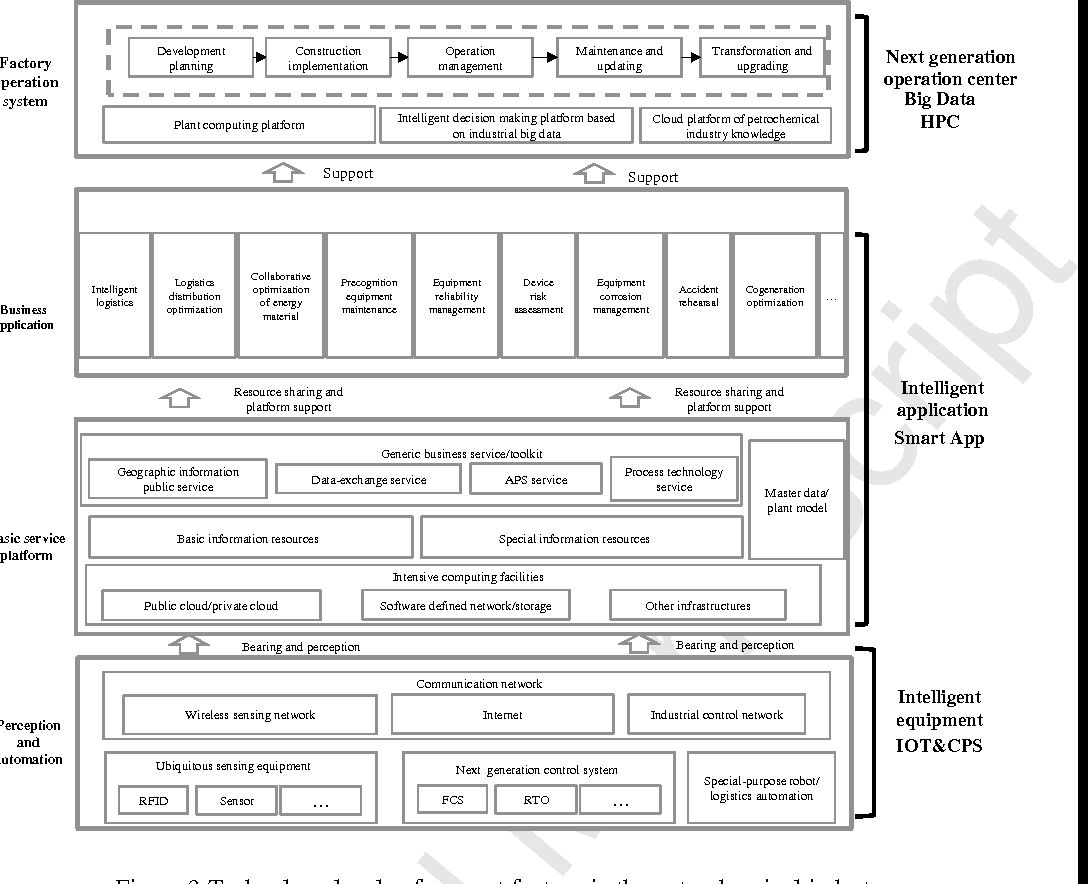 Factory
peration
system
Development
planning
Construction
implementation
Operation
management
Maintenance and
updating
Transformation and
upgrading
Plant computing platform
Intelligent decision making platform based
on industrial big data
Cloud platform of petrochemical
industry knowledge
Next generation
operation center
Big Data
HPC
Support
Support
Business
pplication
Intelligent
logistics
Logistics
distribution
optimization
Collaborative
optimization
of energy
material
Precognition
equipment
maintenance
Equipment
reliability
management
Device
risk
assessment
Equipment
corrosion
management
Accident
rehearsal
Cogeneration
optimization
...
Resource sharing and
platform support
Resource sharing and
platform support
Intelligent
application
Smart App
asic service
platform
Generic business service/toolkit
Geographic information
public service
Data-exchange service
APS service
Process technology
service
Master data/
plant model
Basic information resources
Special information resources
Intensive computing facilities
Public cloud/private cloud
Software defined network/storage
Other infrastructures
Bearing and perception
Bearing and perception
Perception
and
utomation
Communication network
Wireless sensing network
Internet
Industrial control network
Ubiquitous sensing equipment
RFID
Sensor
...
Next generation control system
FCS
RTO
...
Special-purpose robot/
logistics automation
Intelligent
equipment
IOT&CPS
script